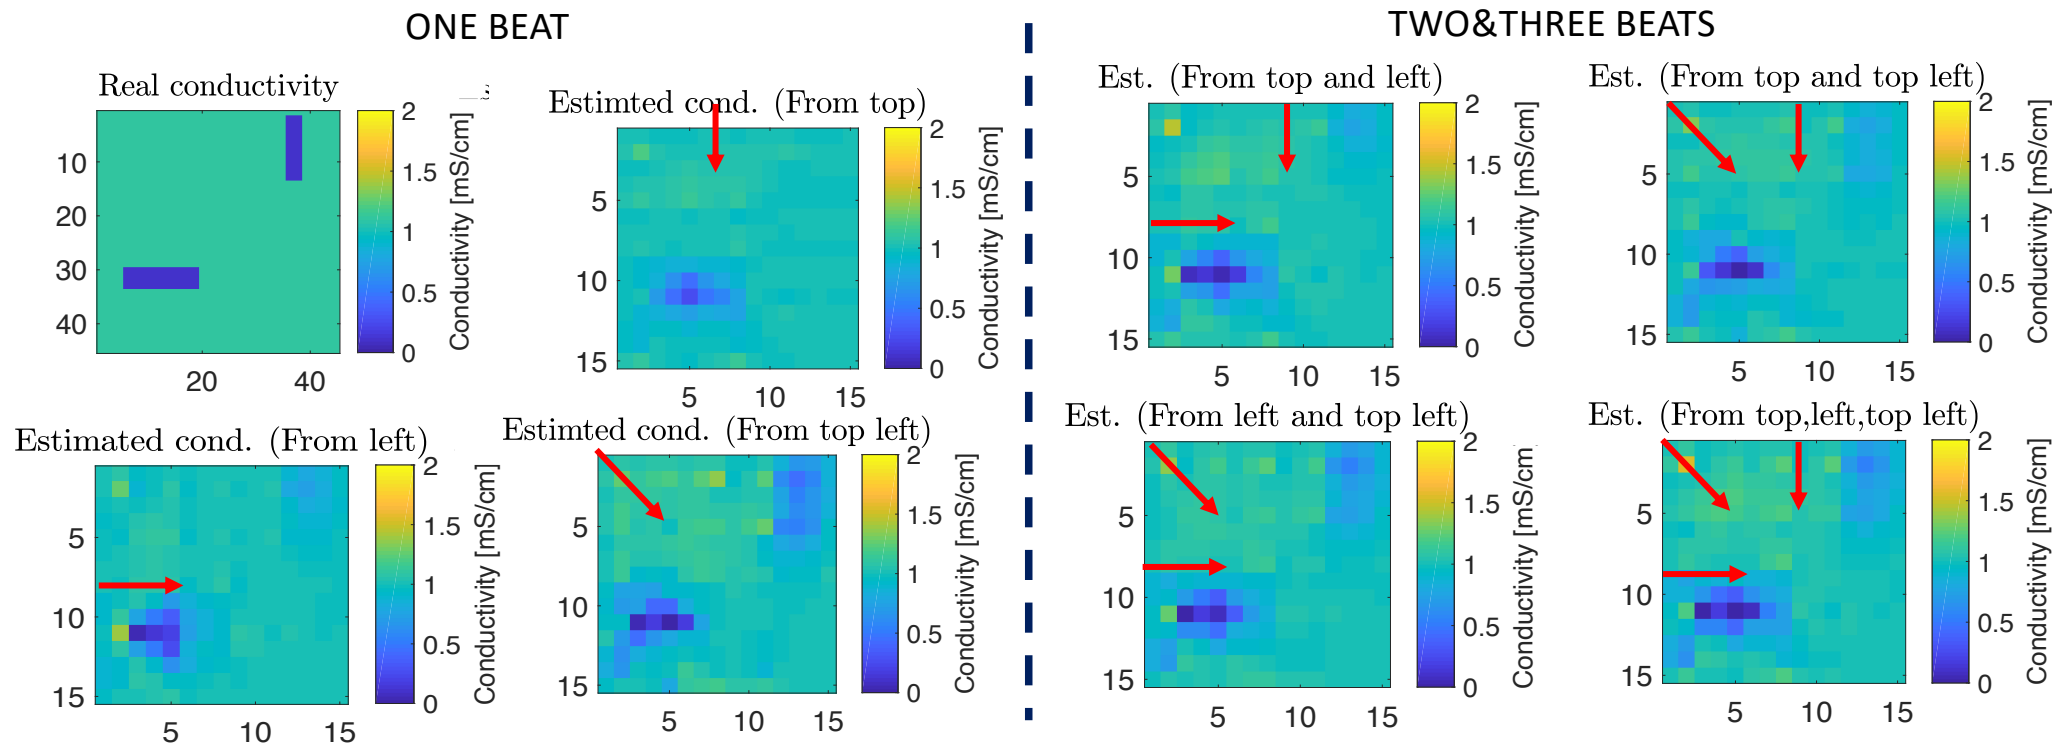 ONE BEAT
TWO&THREE BEATS
Real conductivity
10
20
30
40
20 40
2
1.5
1
0.5
0
Conductivity [mS/cm]
Estimted cond. (From top)
5
10
15
5 10 15
2
1.5
1
0.5
0
Conductivity [mS/cm]
Estimated cond. (From left)
5
10
15
5 10 15
2
1.5
1
0.5
0
Conductivity [mS/cm]
Estimted cond. (From top left)
5
10
15
5 10 15
2
1.5
1
0.5
0
Conductivity [mS/cm]
Est. (From top and left)
5
10
15
5 10 15
2
1.5
1
0.5
0
Conductivity [mS/cm]
Est. (From top and top left)
5
10
15
5 10 15
2
1.5
1
0.5
0
Conductivity [mS/cm]
Est. (From left and top left)
5
10
15
5 10 15
2
1.5
1
0.5
0
Conductivity [mS/cm
Est. (From top,left,top left)
5
10
15
5 10 15
2
1.5
1
0.5
0
Conductivity [mS/cm]